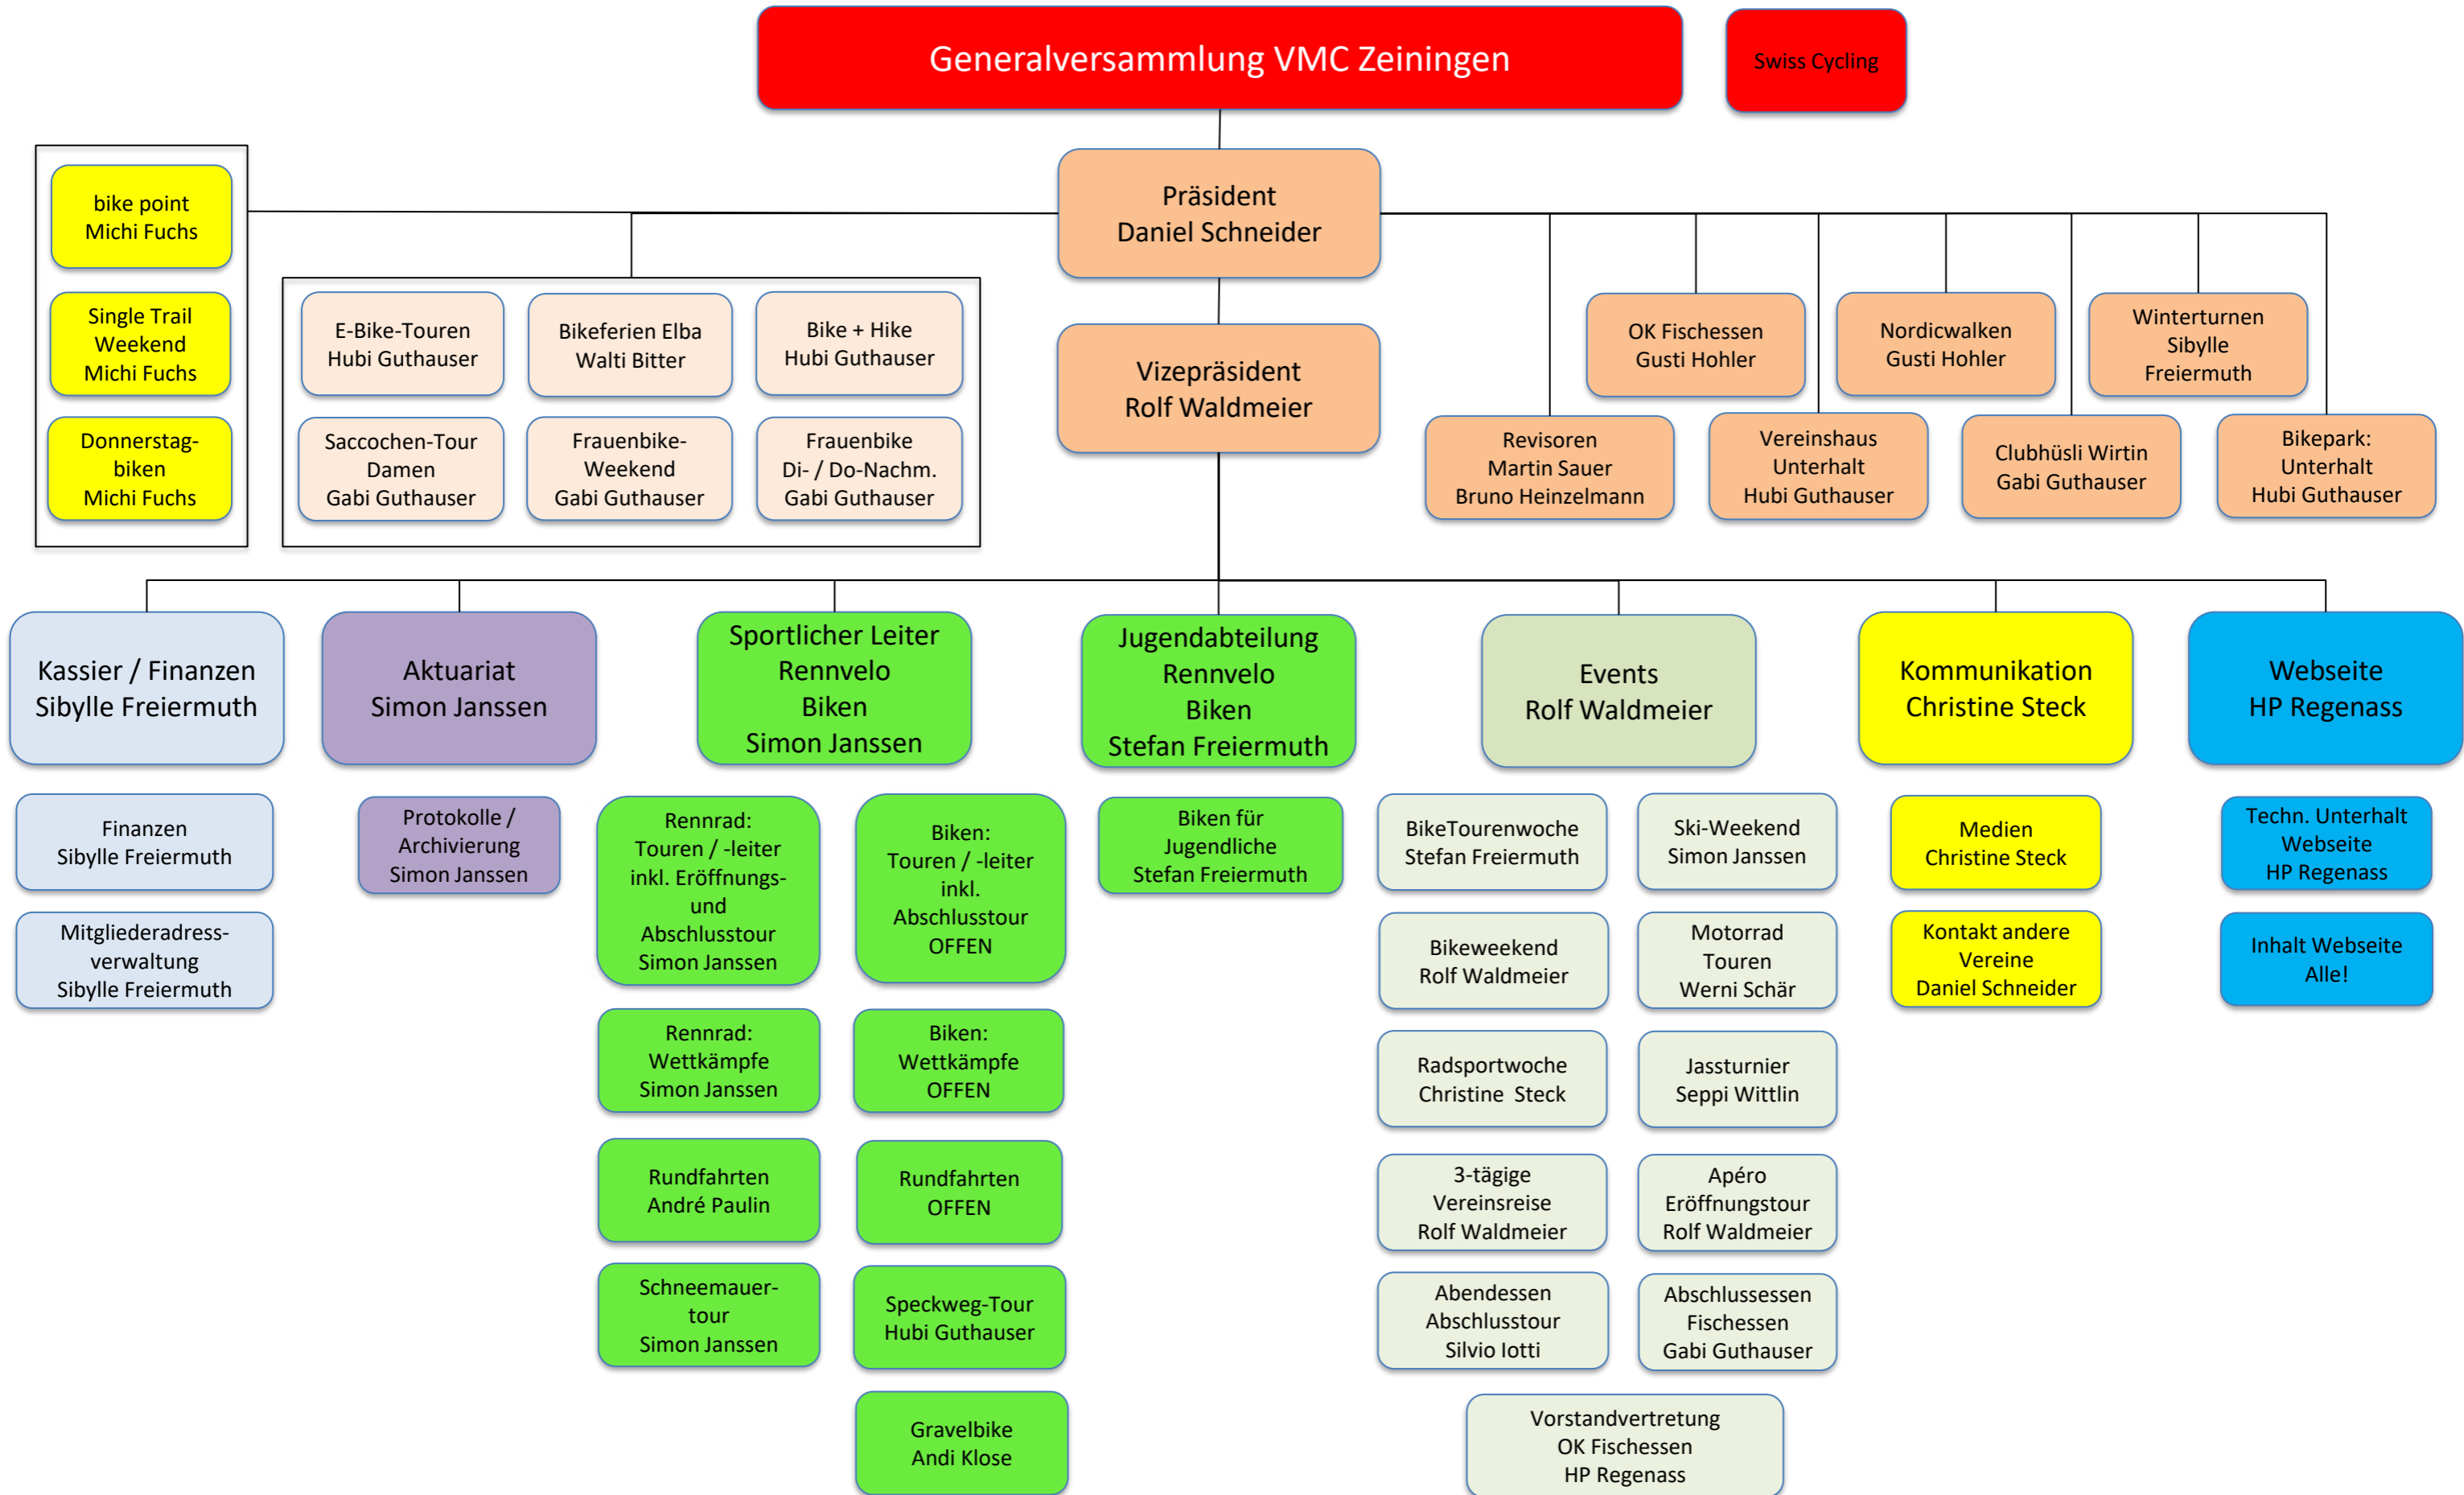 Generalversammlung VMC Zeiningen
Swiss Cycling
Präsident
Daniel Schneider
bike point
Michi Fuchs
Single Trail
Weekend
Michi Fuchs
Donnerstag-
biken
Michi Fuchs
E-Bike-Touren
Hubi Guthauser
Bikeferien Elba
Walti Bitter
Bike + Hike
Hubi Guthauser
Saccochen-Tour
Damen
Gabi Guthauser
Frauenbike-
Weekend
Gabi Guthauser
Frauenbike
Di- / Do-Nachm.
Gabi Guthauser
Vizepräsident
Rolf Waldmeier
OK Fischessen
Gusti Hohler
Nordicwalken
Gusti Hohler
Winterturnen
Sibylle
Freiermuth
Revisoren
Martin Sauer
Bruno Heinzelmann
Vereinshaus
Unterhalt
Hubi Guthauser
Clubhüsli Wirtin
Gabi Guthauser
Bikepark:
Unterhalt
Hubi Guthauser
Kassier / Finanzen
Sibylle Freiermuth
Finanzen
Sibylle Freiermuth
Mitgliederadress-
verwaltung
Sibylle Freiermuth
Aktuariat
Simon Janssen
Protokolle /
Archivierung
Simon Janssen
Sportlicher Leiter
Rennvelo
Biken
Simon Janssen
Rennrad:
Touren / -leiter
inkl. Eröffnungs-
und
Abschlusstour
Simon Janssen
Rennrad:
Wettkämpfe
Simon Janssen
Rundfahrten
André Paulin
Schneemauer-
tour
Simon Janssen
Biken:
Touren / -leiter
inkl.
Abschlusstour
OFFEN
Biken:
Wettkämpfe
OFFEN
Rundfahrten
OFFEN
Speckweg-Tour
Hubi Guthauser
Gravelbike
Andi Klose
Jugendabteilung
Rennvelo
Biken
Stefan Freiermuth
Biken für
Jugendliche
Stefan Freiermuth
Events
Rolf Waldmeier
BikeTourenwoche
Stefan Freiermuth
Ski-Weekend
Simon Janssen
Bikeweekend
Rolf Waldmeier
Motorrad
Touren
Werni Schär
Radsportwoche
Christine  Steck
Jassturnier
Seppi Wittlin
3-tägige
Vereinsreise
Rolf Waldmeier
Apéro
Eröffnungstour
Rolf Waldmeier
Abendessen
Abschlusstour
Silvio Iotti
Abschlussessen
Fischessen
Gabi Guthauser
Vorstandvertretung
OK Fischessen
HP Regenass
Kommunikation
Christine Steck
Medien
Christine Steck
Kontakt andere
Vereine
Daniel Schneider
Webseite
HP Regenass
Techn. Unterhalt
Webseite
HP Regenass
Inhalt Webseite
Alle!